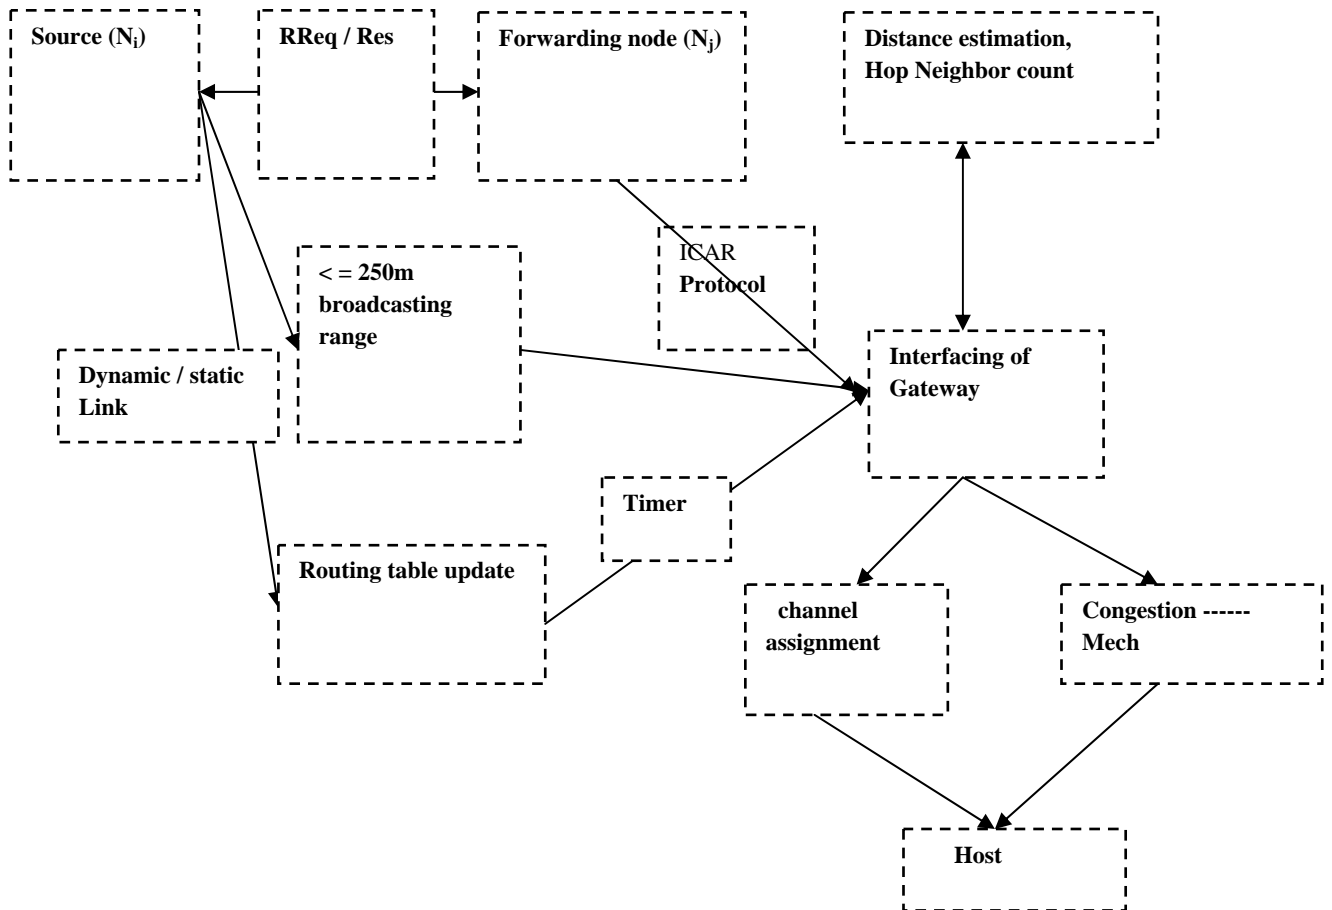 Source (Nᵢ)
RReq / Res
Forwarding node (Nⱼ)
Distance estimation,
Hop Neighbor count
ICAR
Protocol
< = 250m
broadcasting
range
Interfacing of
Gateway
Dynamic / static
Link
Timer
Routing table update
channel
assignment
Congestion ------
Mech
Host